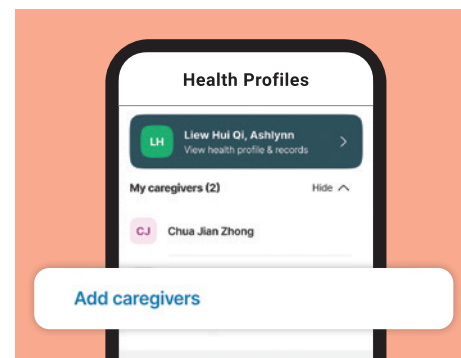 Health Profiles
LH
Liew Hui Qi, Ashlynn
View health profile & records
My caregivers (2)
Hide
CJ
Chua Jian Zhong
Add caregivers